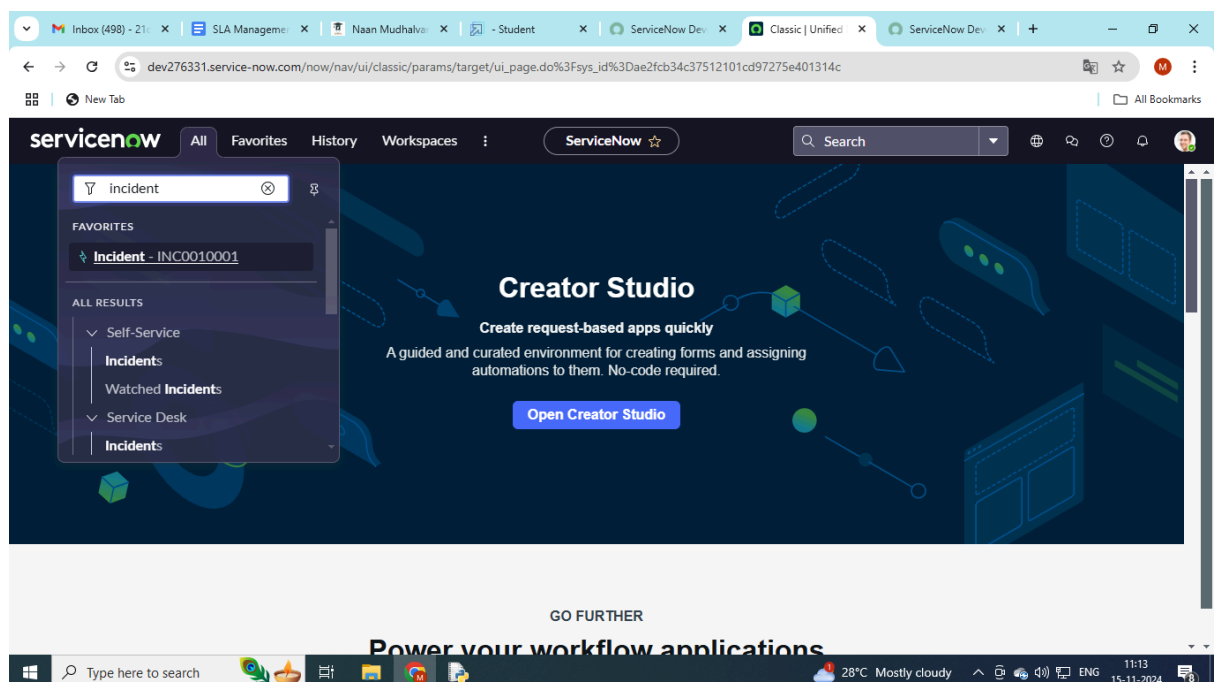 Inbox (498) - 21 SLA Managemen Naan Mudhalva - Student ServiceNow Dev Classic | Unified ServiceNow Dev
dev276331.service-now.com/now/nav/ui/classic/params/target/ui_page.do%3Fsys_id%3Dae2fcb34c37512101cd97275e401314c M
New Tab All Bookmarks
servicenow All Favorites History Workspaces ServiceNow Search
incident
FAVORITES
Incident - INC0010001
ALL RESULTS
Self-Service
Incidents
Watched Incidents
Service Desk
Incidents
Creator Studio
Create request-based apps quickly
A guided and curated environment for creating forms and assigning
automations to them. No-code required.
Open Creator Studio
GO FURTHER
Power your workflow applications
Type here to search 28°C Mostly cloudy ENG 11:13
15-11-2024 8